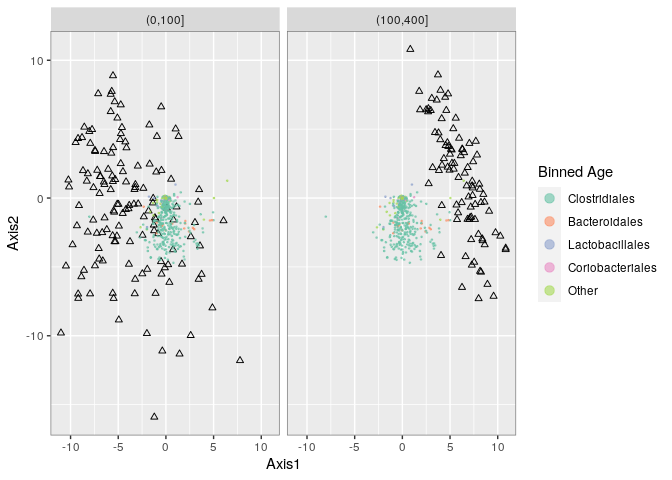 (0,100]
(100,400]
10
0
-10
Axis2
-10
-5
0
5
10
-10
-5
0
5
10
Axis1
Binned Age
Clostridiales
Bacteroidales
Lactobacillales
Coriobacteriales
Other